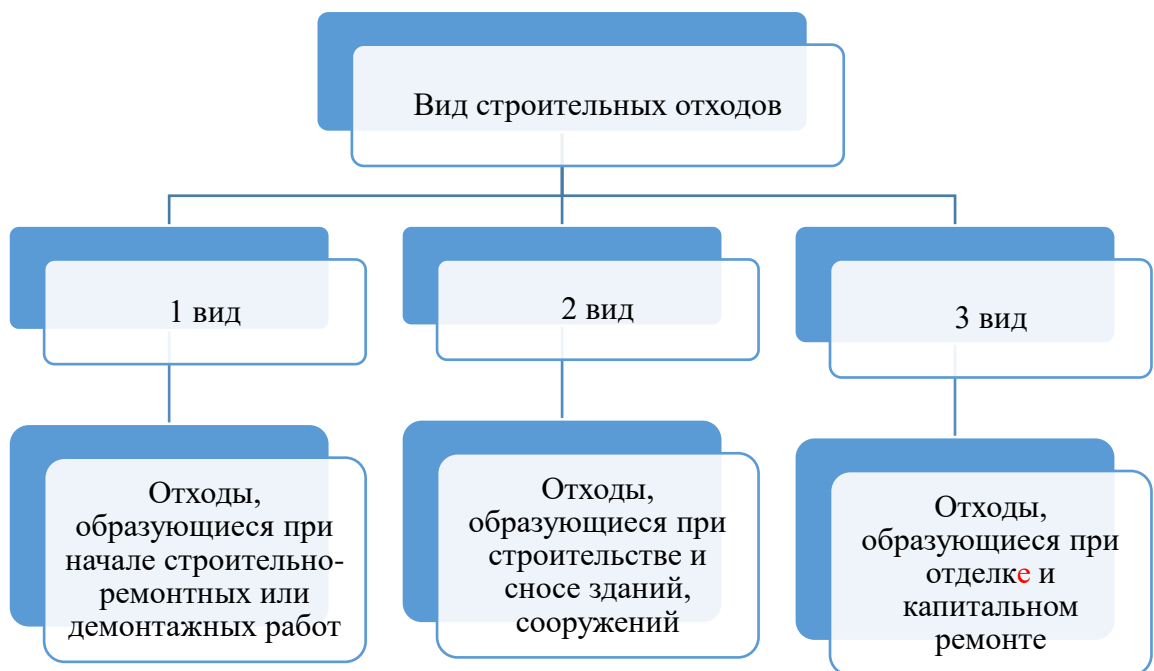 Вид строительных отходов
1 вид
2 вид
3 вид
Отходы,
образующиеся при
начале строительно-
ремонтных или
демонтажных работ
Отходы,
образующиеся при
строительстве и
сносе зданий,
сооружений
Отходы,
образующиеся при
отделке и
капитальном
ремонте